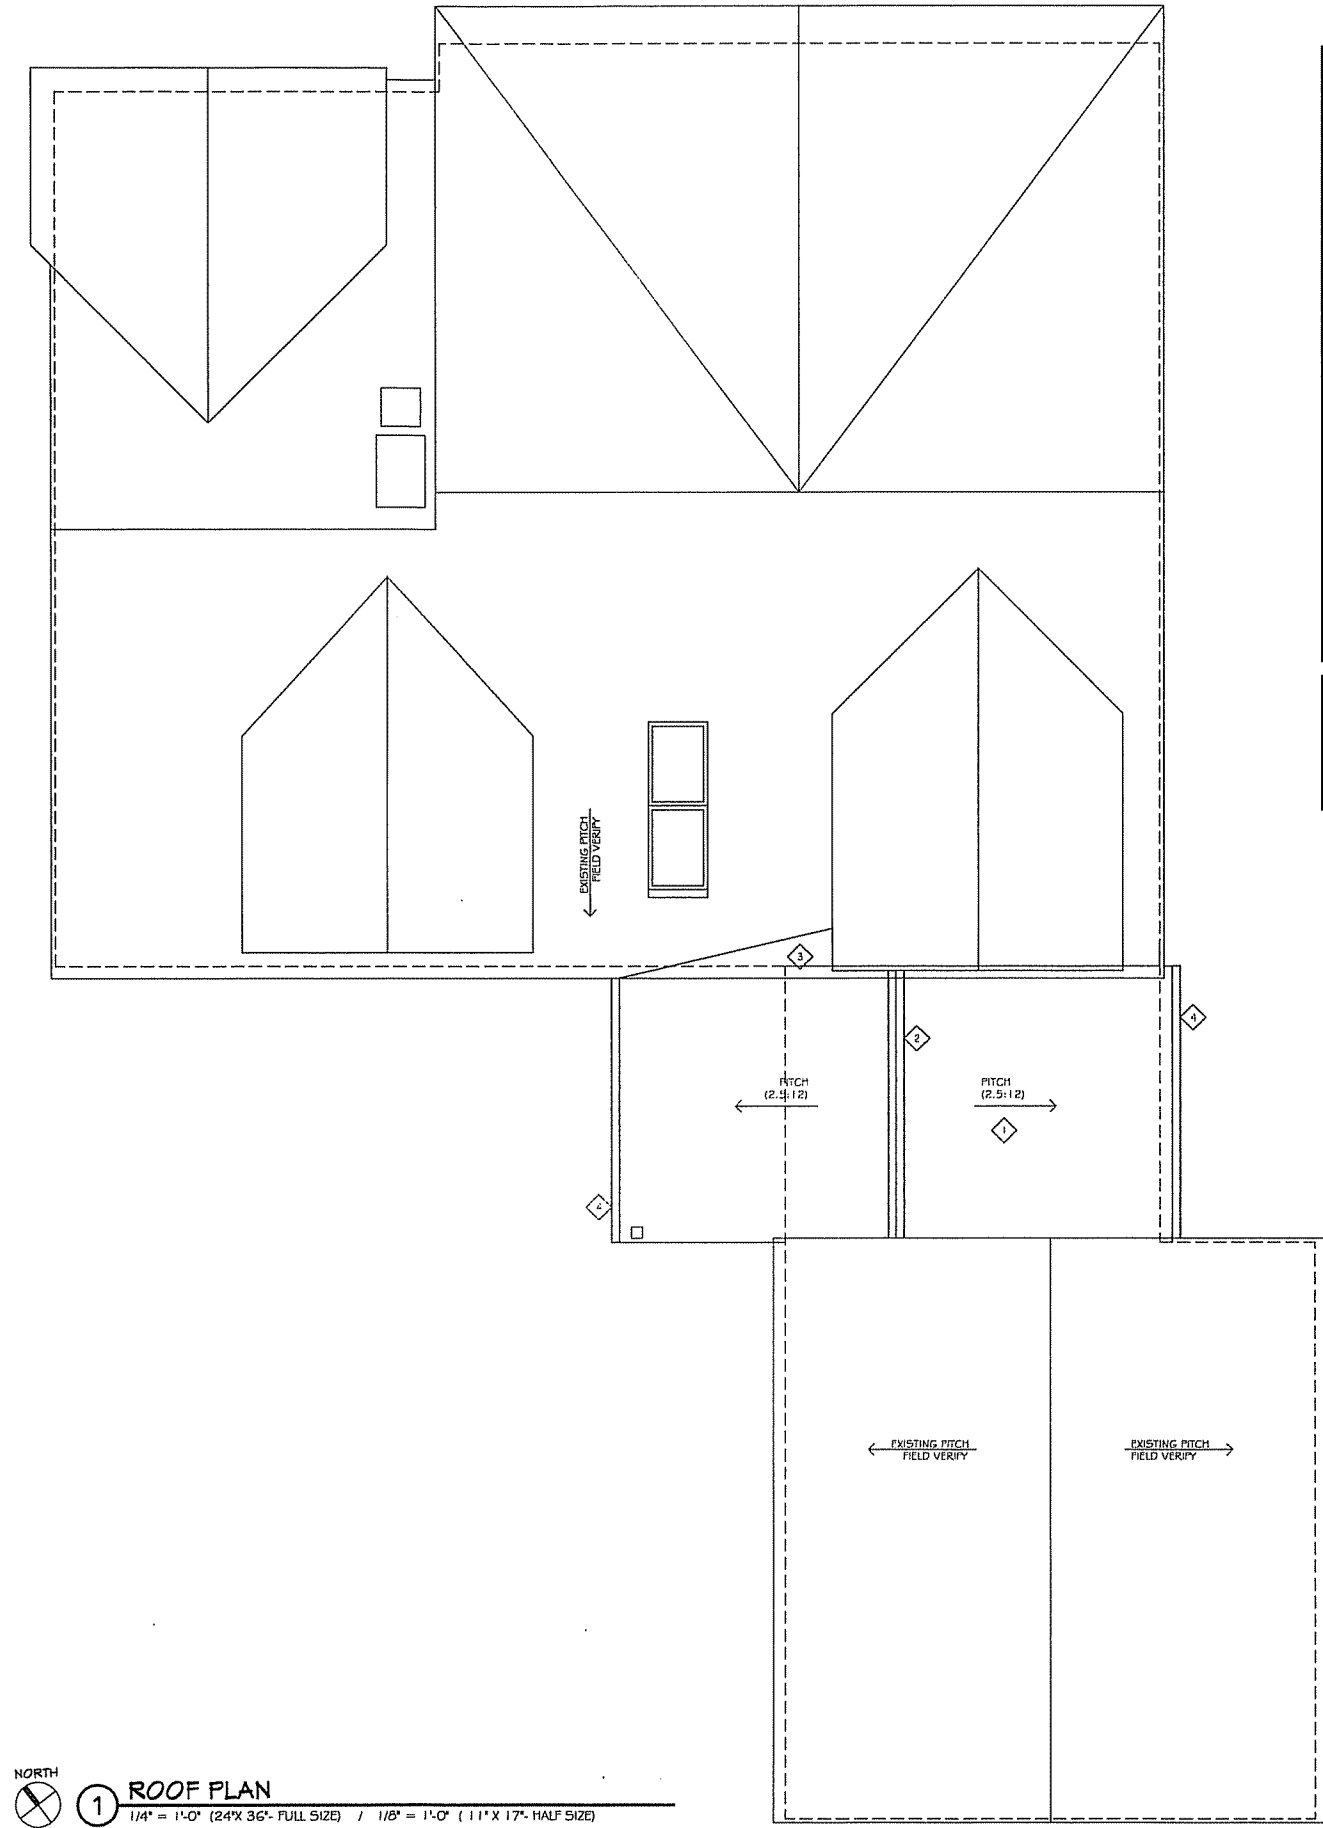 EXISTING PITCH
FIELD VERIFY
3
4
2
PITCH
(2.5:12)
PITCH
(2.5:12)
1
4
EXISTING PITCH
FIELD VERIFY
EXISTING PITCH
FIELD VERIFY
NORTH
1
ROOF PLAN
1/4" = 1'-0" (24"X 36"- FULL SIZE) / 1/8" = 1'-0" ( 11" X 17"- HALF SIZE)